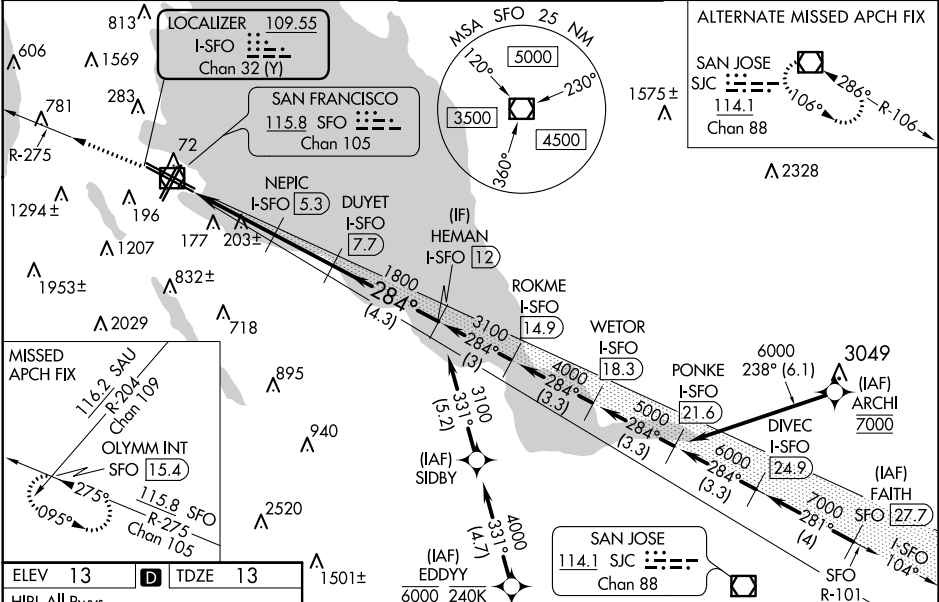 LOCALIZER 109.55
I-SFO
Chan 32 (Y)
813
606
1569
283
781
R-275
72
SAN FRANCISCO
115.8 SFO
Chan 105
MSA SFO 25 NM
120°
5000
230°
3500
4500
360°
1575±
ALTERNATE MISSED APCH FIX
SAN JOSE
SJC
114.1
Chan 88
286°
R-106
106°
2328
1294±
196
177
203±
1207
1953±
832±
2029
718
NEPIC
I-SFO 5.3
DUYET
I-SFO
7.7
(IF)
HEMAN
I-SFO 12
1800
284°
(4.3)
ROKME
I-SFO
14.9
3100
284°
(3)
WETOR
I-SFO
18.3
4000
284°
(3.3)
PONKE
I-SFO
21.6
5000
284°
(3.3)
6000
238° (6.1)
3049
(IAF)
ARCHI
7000
DIVEC
I-SFO
24.9
6000
284°
(3.3)
(IAF)
FAITH
SFO 27.7
7000
281°
(4)
I-SFO
104°
SFO
R-101
3100
331°
(5.2)
(IAF)
SIDBY
4000
331°
(4.7)
(IAF)
EDDYY
6000 240K
SAN JOSE
114.1 SJC
Chan 88
895
940
2520
1501±
MISSED
APCH FIX
116.2 SAU
R-204
Chan 109
OLYMM INT
SFO 15.4
275°
095°
115.8 SFO
R-275
Chan 105
ELEV 13 D TDZE 13
HIRL All Rwys